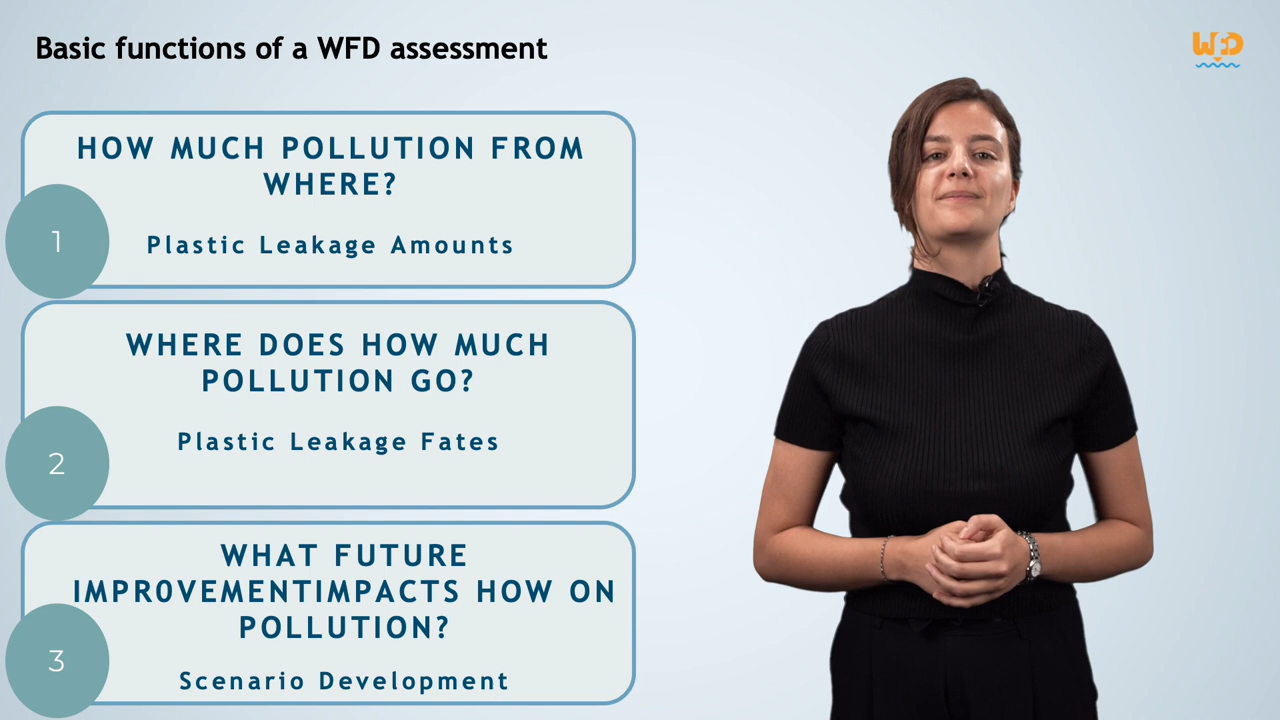 Basic functions of a WFD assessment
WFD
HOW MUCH POLLUTION FROM
WHERE?
1
Plastic Leakage Amounts
WHERE DOES HOW MUCH
POLLUTION GO?
2
Plastic Leakage Fates
WHAT FUTURE
IMPR0VEMENTIMPACTS HOW ON
POLLUTION?
3
Scenario Development